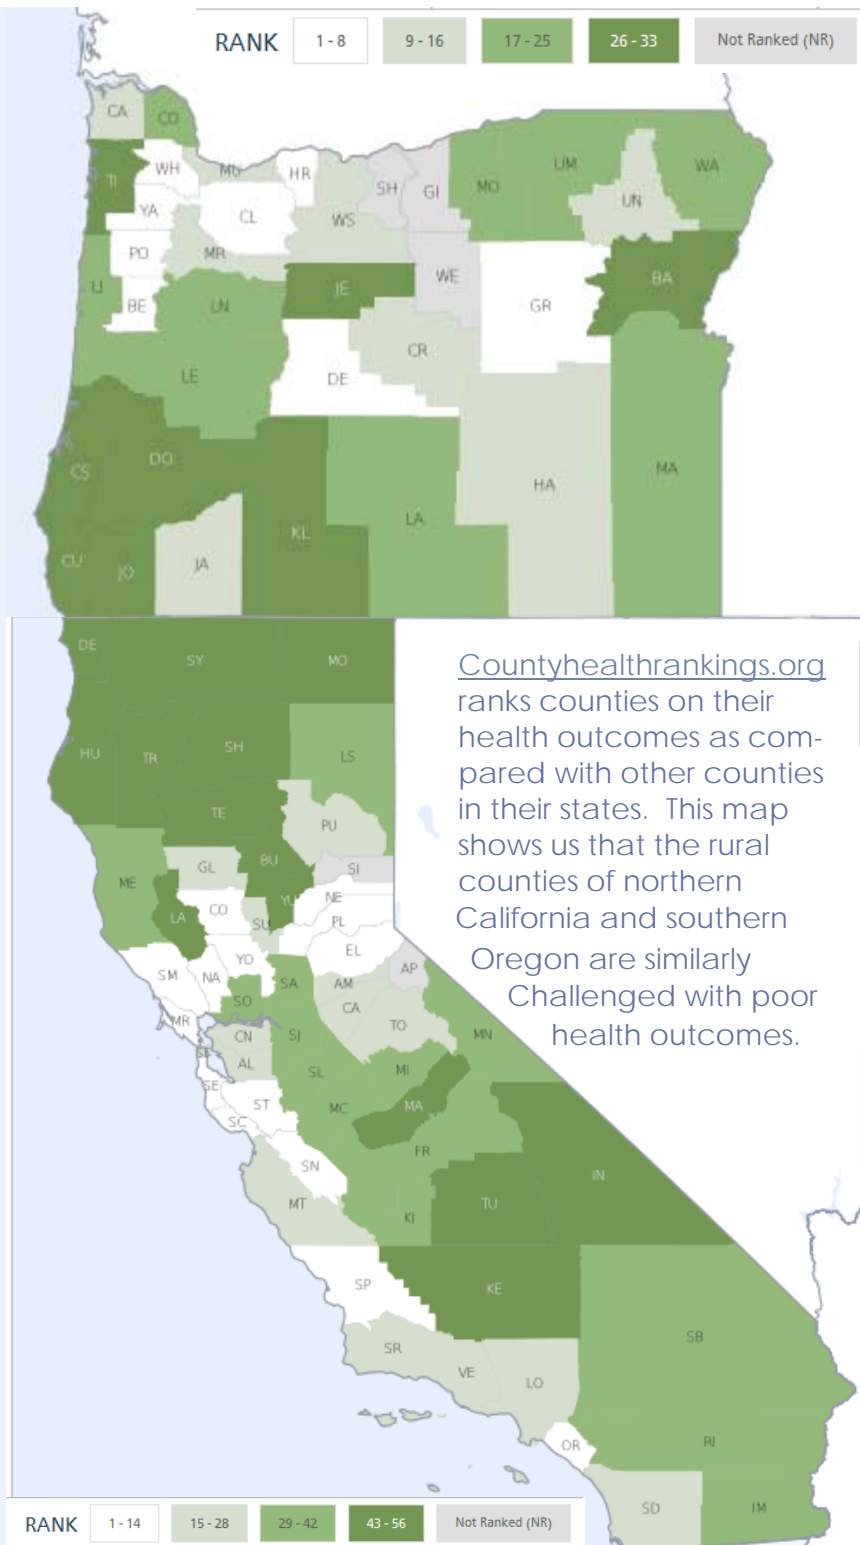 RANK 1 - 8 9 - 16 17 - 25 26 - 33 Not Ranked (NR)
CA CO
TI WH MU HR SH GI MO UM UN WA
YA CL WS
PO MR WE BA
LI BE LN JE GR
LE DE CR
CS DO HA MA
LA
CU JO JA KL
DE SY MO
HU TR SH LS
TE PU
ME GL BU SI
LA CO SU YU NE
PL
SM NA YO EL
SO SA AM AP
MR CA TO
CN SJ MN
SF AL SL MI
SE ST MC MA
SC
SN FR IN
MT KI TU
SP KE
SR VE LO SB
OR RI
SD IM
Countyhealthrankings.org
ranks counties on their
health outcomes as com-
pared with other counties
in their states. This map
shows us that the rural
counties of northern
California and southern
Oregon are similarly
Challenged with poor
health outcomes.
RANK 1 - 14 15 - 28 29 - 42 43 - 56 Not Ranked (NR)